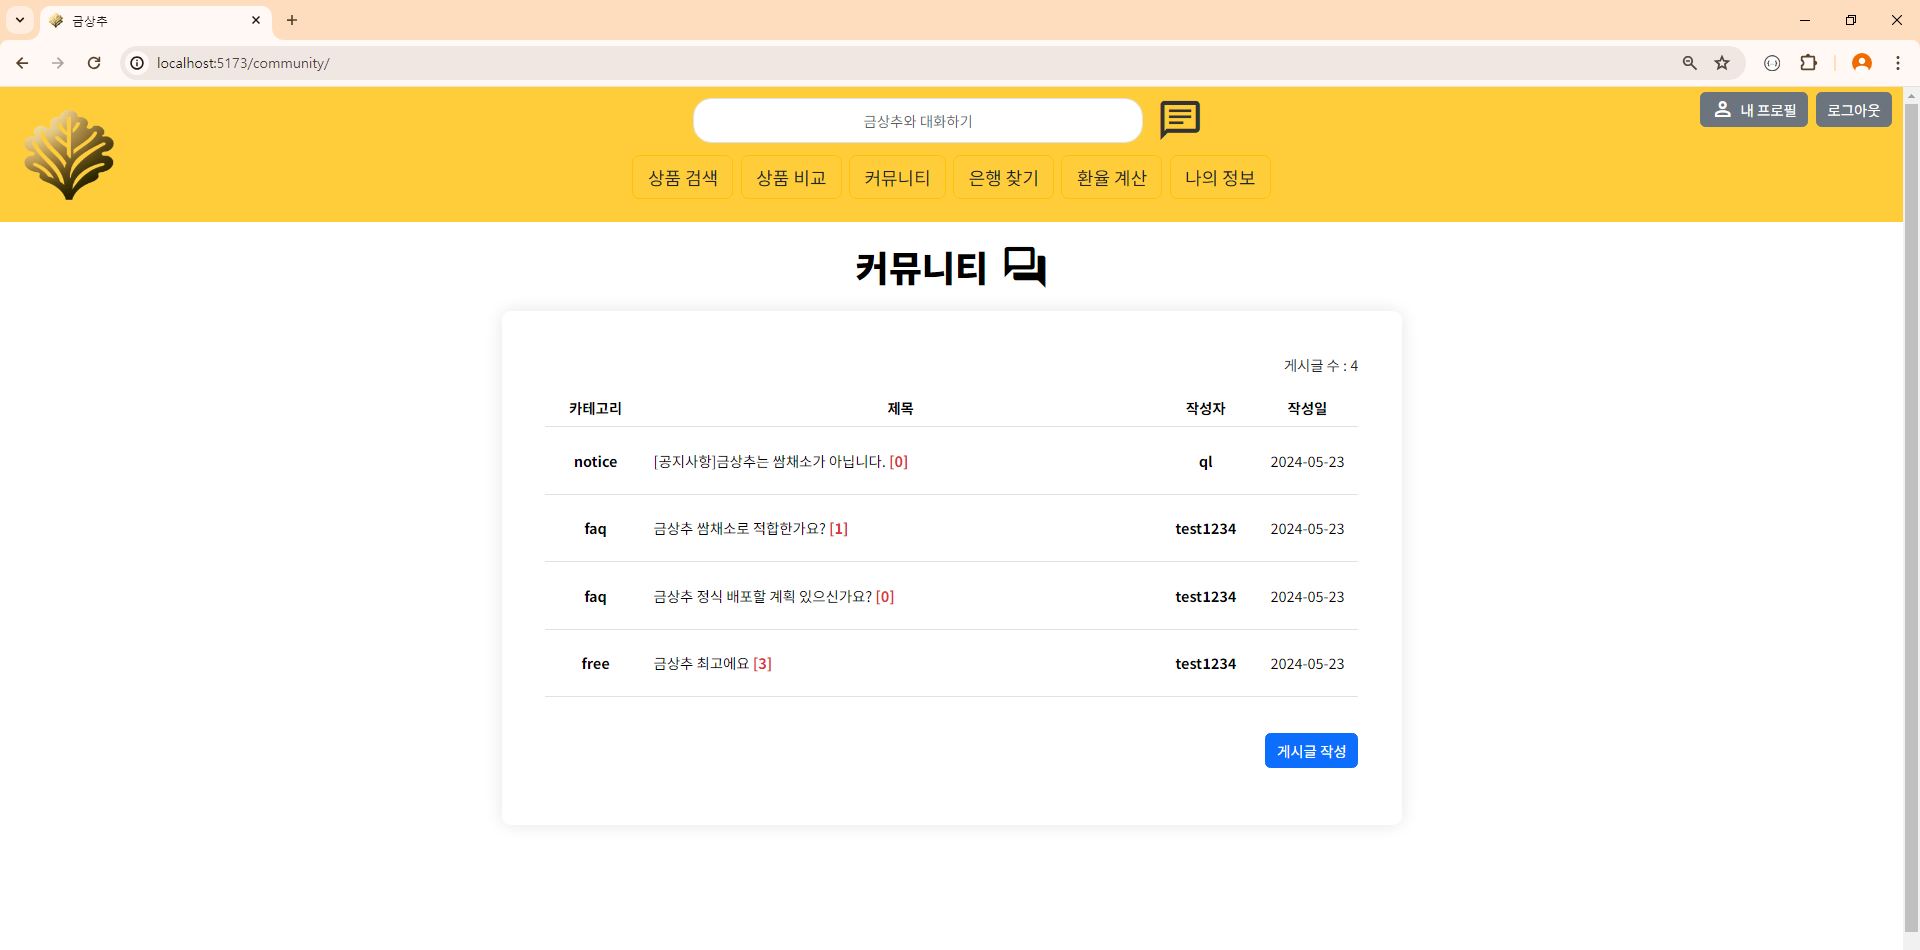 금상추
localhost:5173/community/
금상추와 대화하기
내 프로필 로그아웃
상품 검색 상품 비교 커뮤니티 은행 찾기 환율 계산 나의 정보
커뮤니티
게시글 수 : 4
카테고리 제목 작성자 작성일
notice [공지사항]금상추는 쌈채소가 아닙니다. [0] ql 2024-05-23
faq 금상추 쌈채소로 적합한가요? [1] test1234 2024-05-23
faq 금상추 정식 배포할 계획 있으신가요? [0] test1234 2024-05-23
free 금상추 최고에요 [3] test1234 2024-05-23
게시글 작성